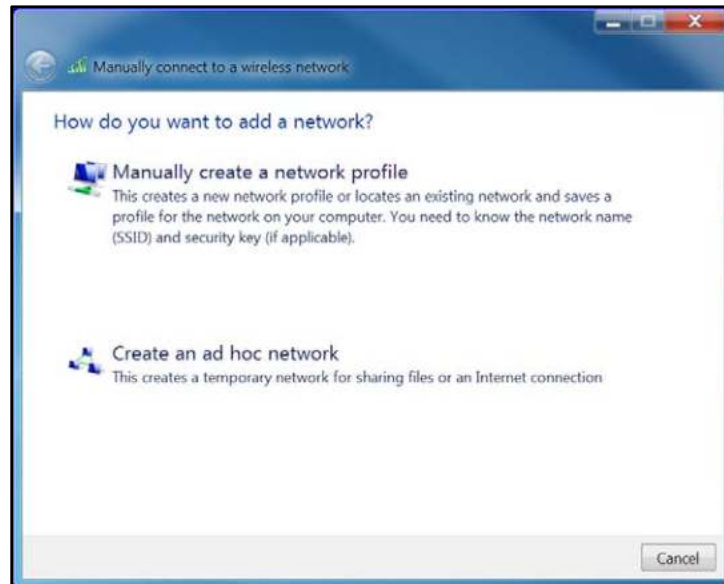 Manually connect to a wireless network
How do you want to add a network?
Manually create a network profile
This creates a new network profile or locates an existing network and saves a
profile for the network on your computer. You need to know the network name
(SSID) and security key (if applicable).
Create an ad hoc network
This creates a temporary network for sharing files or an Internet connection
Cancel